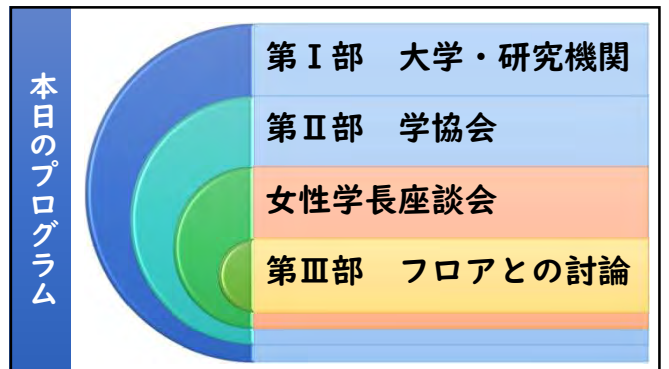 本日のプログラム
第Ⅰ部　大学・研究機関
第Ⅱ部　学協会
女性学長座談会
第Ⅲ部　フロアとの討論